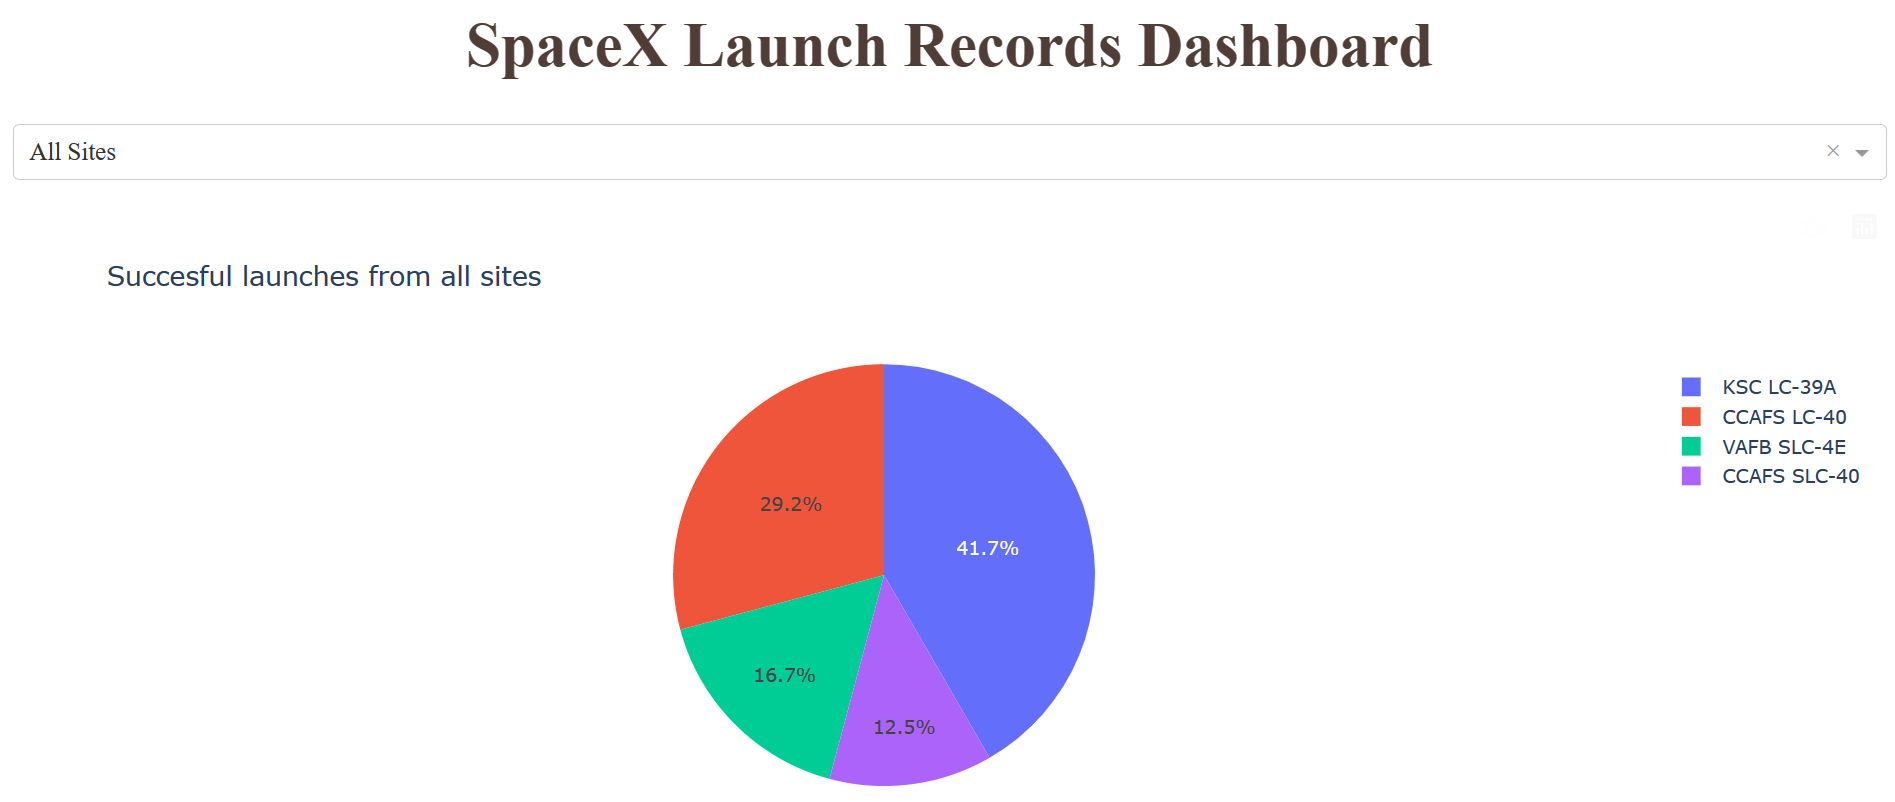 SpaceX Launch Records Dashboard
All Sites
Succesful launches from all sites
KSC LC-39A
CCAFS LC-40
VAFB SLC-4E
CCAFS SLC-40
29.2%
41.7%
16.7%
12.5%